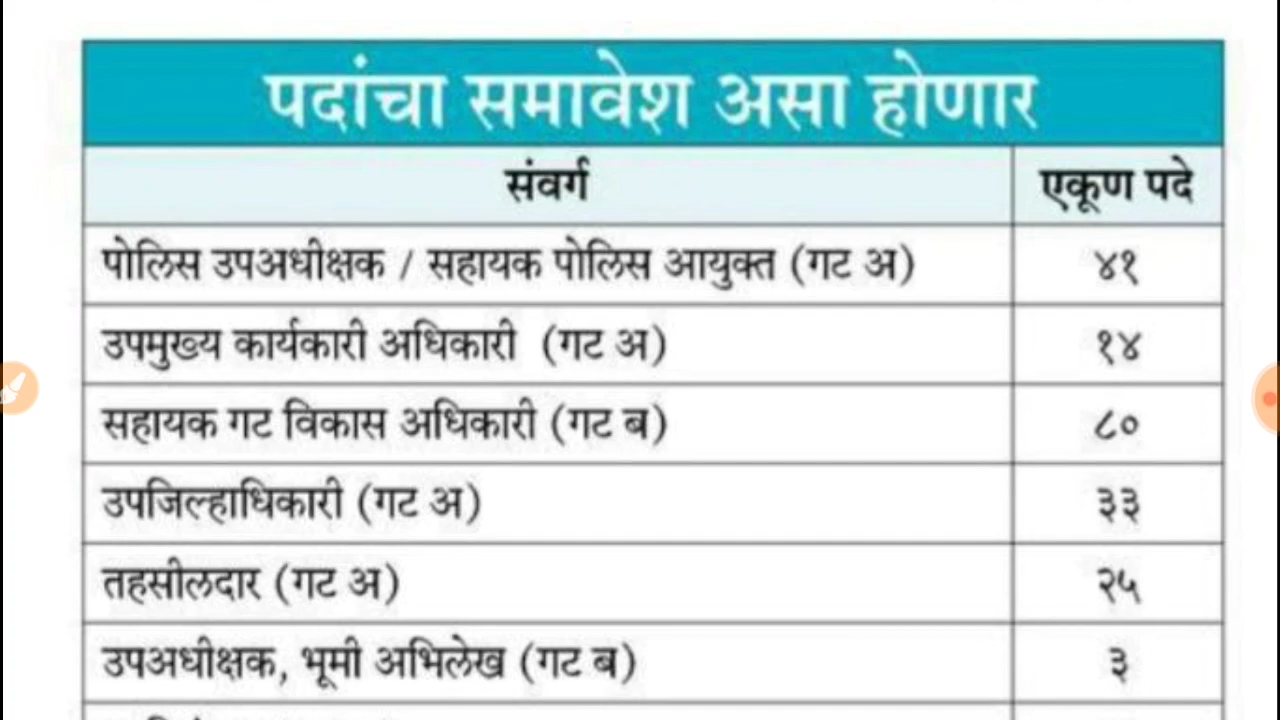 पदांचा समावेश असा होणार
संवर्ग एकूण पदे
पोलिस उपअधीक्षक / सहायक पोलिस आयुक्त (गट अ) ४१
उपमुख्य कार्यकारी अधिकारी (गट अ) १४
सहायक गट विकास अधिकारी (गट ब) ८०
उपजिल्हाधिकारी (गट अ) ३३
तहसीलदार (गट अ) २५
उपअधीक्षक, भूमी अभिलेख (गट ब) ३